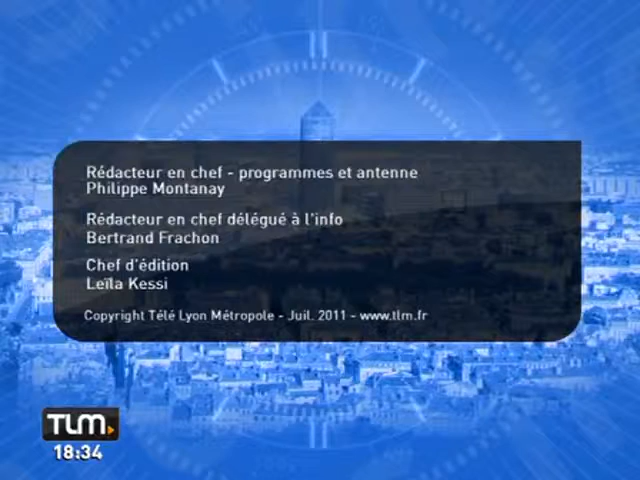 Rédacteur en chef - programmes et antenne
Philippe Montanay
Rédacteur en chef délégué à l'info
Bertrand Frachon
Chef d'édition
Leïla Kessi
Copyright Télé Lyon Métropole - Juil. 2011 - www.tlm.fr
TLM
18:34